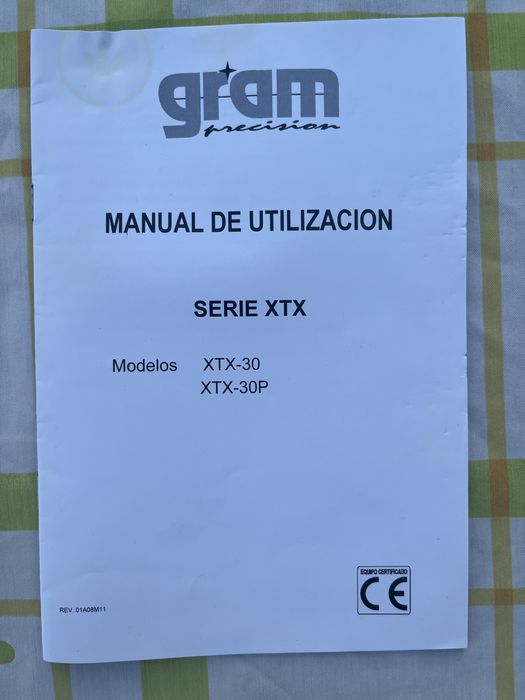 gram
precision
MANUAL DE UTILIZACION
SERIE XTX
Modelos XTX-30
XTX-30P
EQUIPO CERTIFICADO
CE
REV. 01A08M11